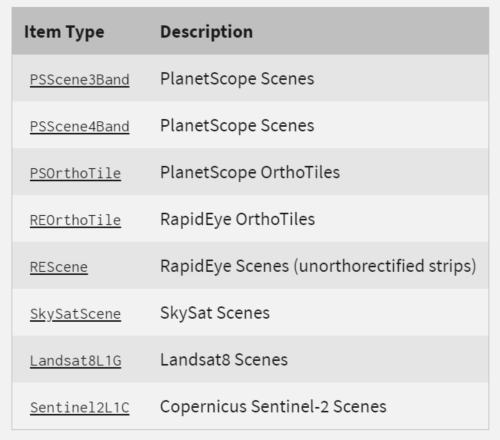 Item Type Description
PSScene3Band PlanetScope Scenes
PSScene4Band PlanetScope Scenes
PSOrthoTile PlanetScope OrthoTiles
REOrthoTile RapidEye OrthoTiles
REScene RapidEye Scenes (unorthorectified strips)
SkySatScene SkySat Scenes
Landsat8L1G Landsat8 Scenes
Sentinel2L1C Copernicus Sentinel-2 Scenes